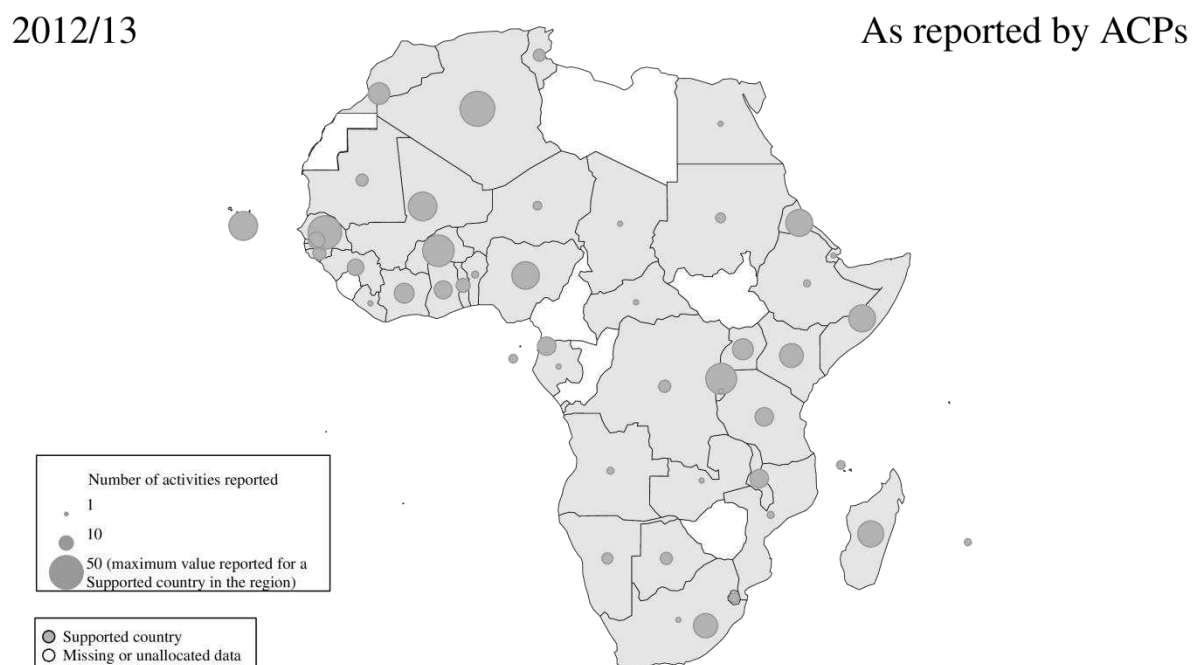 2012/13
As reported by ACPs
Number of activities reported
1
10
50 (maximum value reported for a
Supported country in the region)
Supported country
Missing or unallocated data